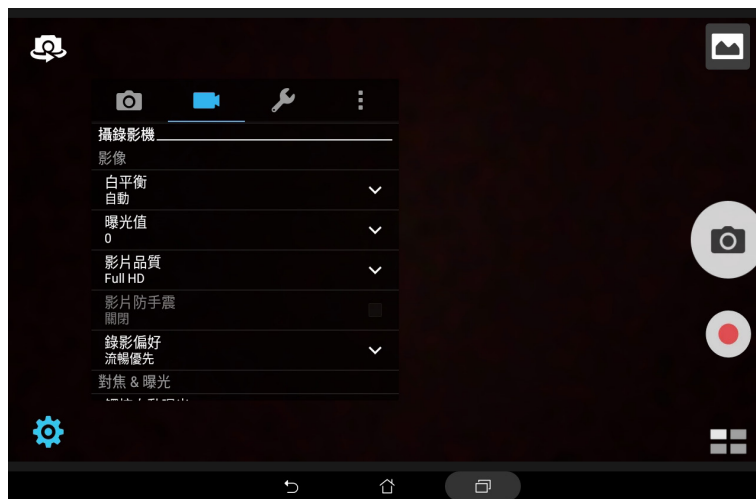 攝錄影機
影像
白平衡
自動
曝光值
0
影片品質
Full HD
影片防手震
關閉
錄影偏好
流暢優先
對焦 & 曝光